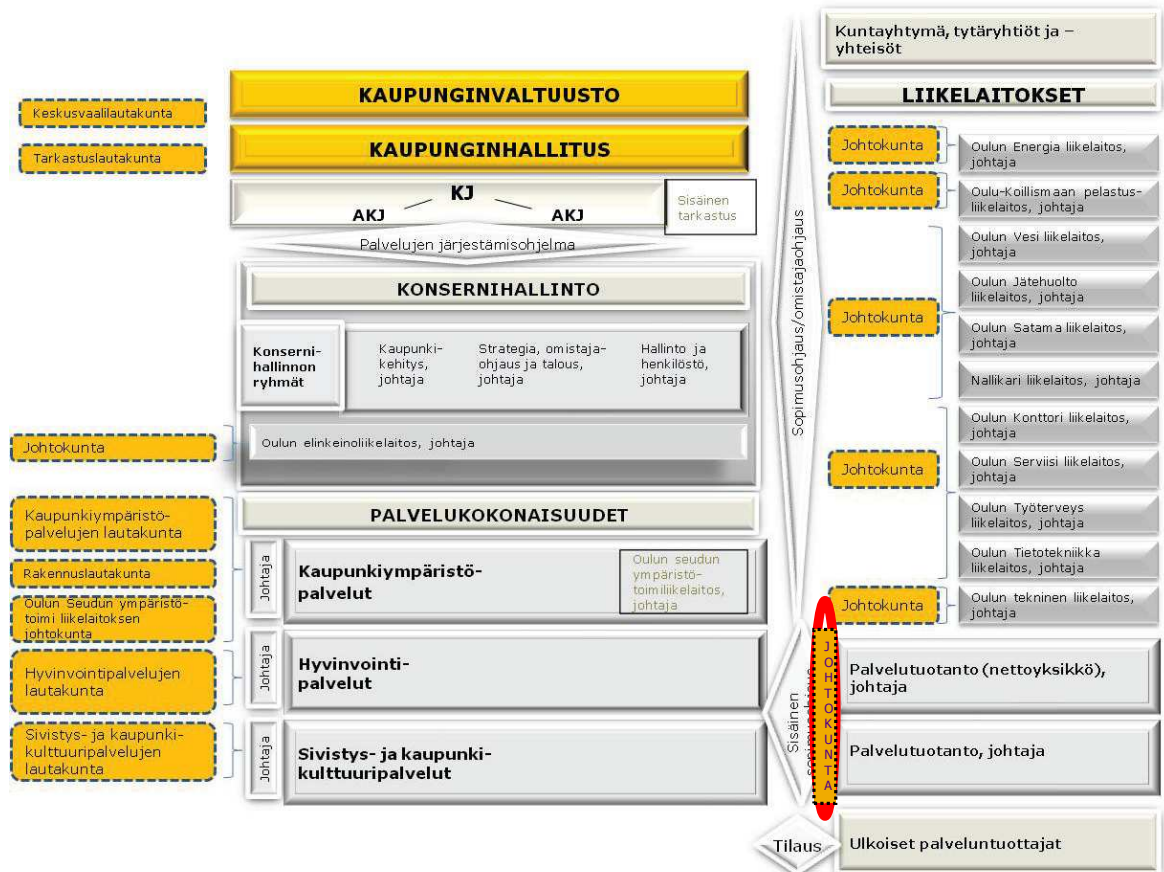 Kuntayhtymä, tytäryhtiöt ja –
yhteisöt
KAUPUNGINVALTUUSTO
LIIKELAITOKSET
Keskusvaalilautakunta
KAUPUNGINHALLITUS
Tarkastuslautakunta
KJ
AKJ
AKJ
Sisäinen
tarkastus
Palvelujen järjestämisohjelma
KONSERNIHALLINTO
Konserni-
hallinnon
ryhmät
Kaupunki-
kehitys,
johtaja
Strategia, omistaja-
ohjaus ja talous,
johtaja
Hallinto ja
henkilöstö,
johtaja
Johtokunta
Oulun elinkeinoliikelaitos, johtaja
PALVELUKOKONAISUUDET
Kaupunkiympäristö-
palvelujen lautakunta
Rakennuslautakunta
Oulun Seudun ympäristö-
toimi liikelaitoksen
johtokunta
Johtaja
Kaupunkiympäristö-
palvelut
Oulun seudun
ympäristö-
toimiliikelaitos,
johtaja
Hyvinvointipalvelujen
lautakunta
Johtaja
Hyvinvointi-
palvelut
Sivistys- ja kaupunki-
kulttuuripalvelujen
lautakunta
Johtaja
Sivistys- ja kaupunki-
kulttuuripalvelut
Sopimusohjaus/omistajaohjaus
Johtokunta
Oulun Energia liikelaitos,
johtaja
Johtokunta
Oulu-Koillismaan pelastus-
liikelaitos, johtaja
Johtokunta
Oulun Vesi liikelaitos,
johtaja
Oulun Jätehuolto
liikelaitos, johtaja
Oulun Satama liikelaitos,
johtaja
Nallikari liikelaitos, johtaja
Johtokunta
Oulun Konttori liikelaitos,
johtaja
Oulun Serviisi liikelaitos,
johtaja
Oulun Työterveys
liikelaitos, johtaja
Oulun Tietotekniikka
liikelaitos, johtaja
Johtokunta
Oulun tekninen liikelaitos,
johtaja
Sisäinen
sopimusohjaus
JOHTOKUNTA
Palvelutuotanto (nettoyksikkö),
johtaja
Palvelutuotanto, johtaja
Tilaus
Ulkoiset palveluntuottajat